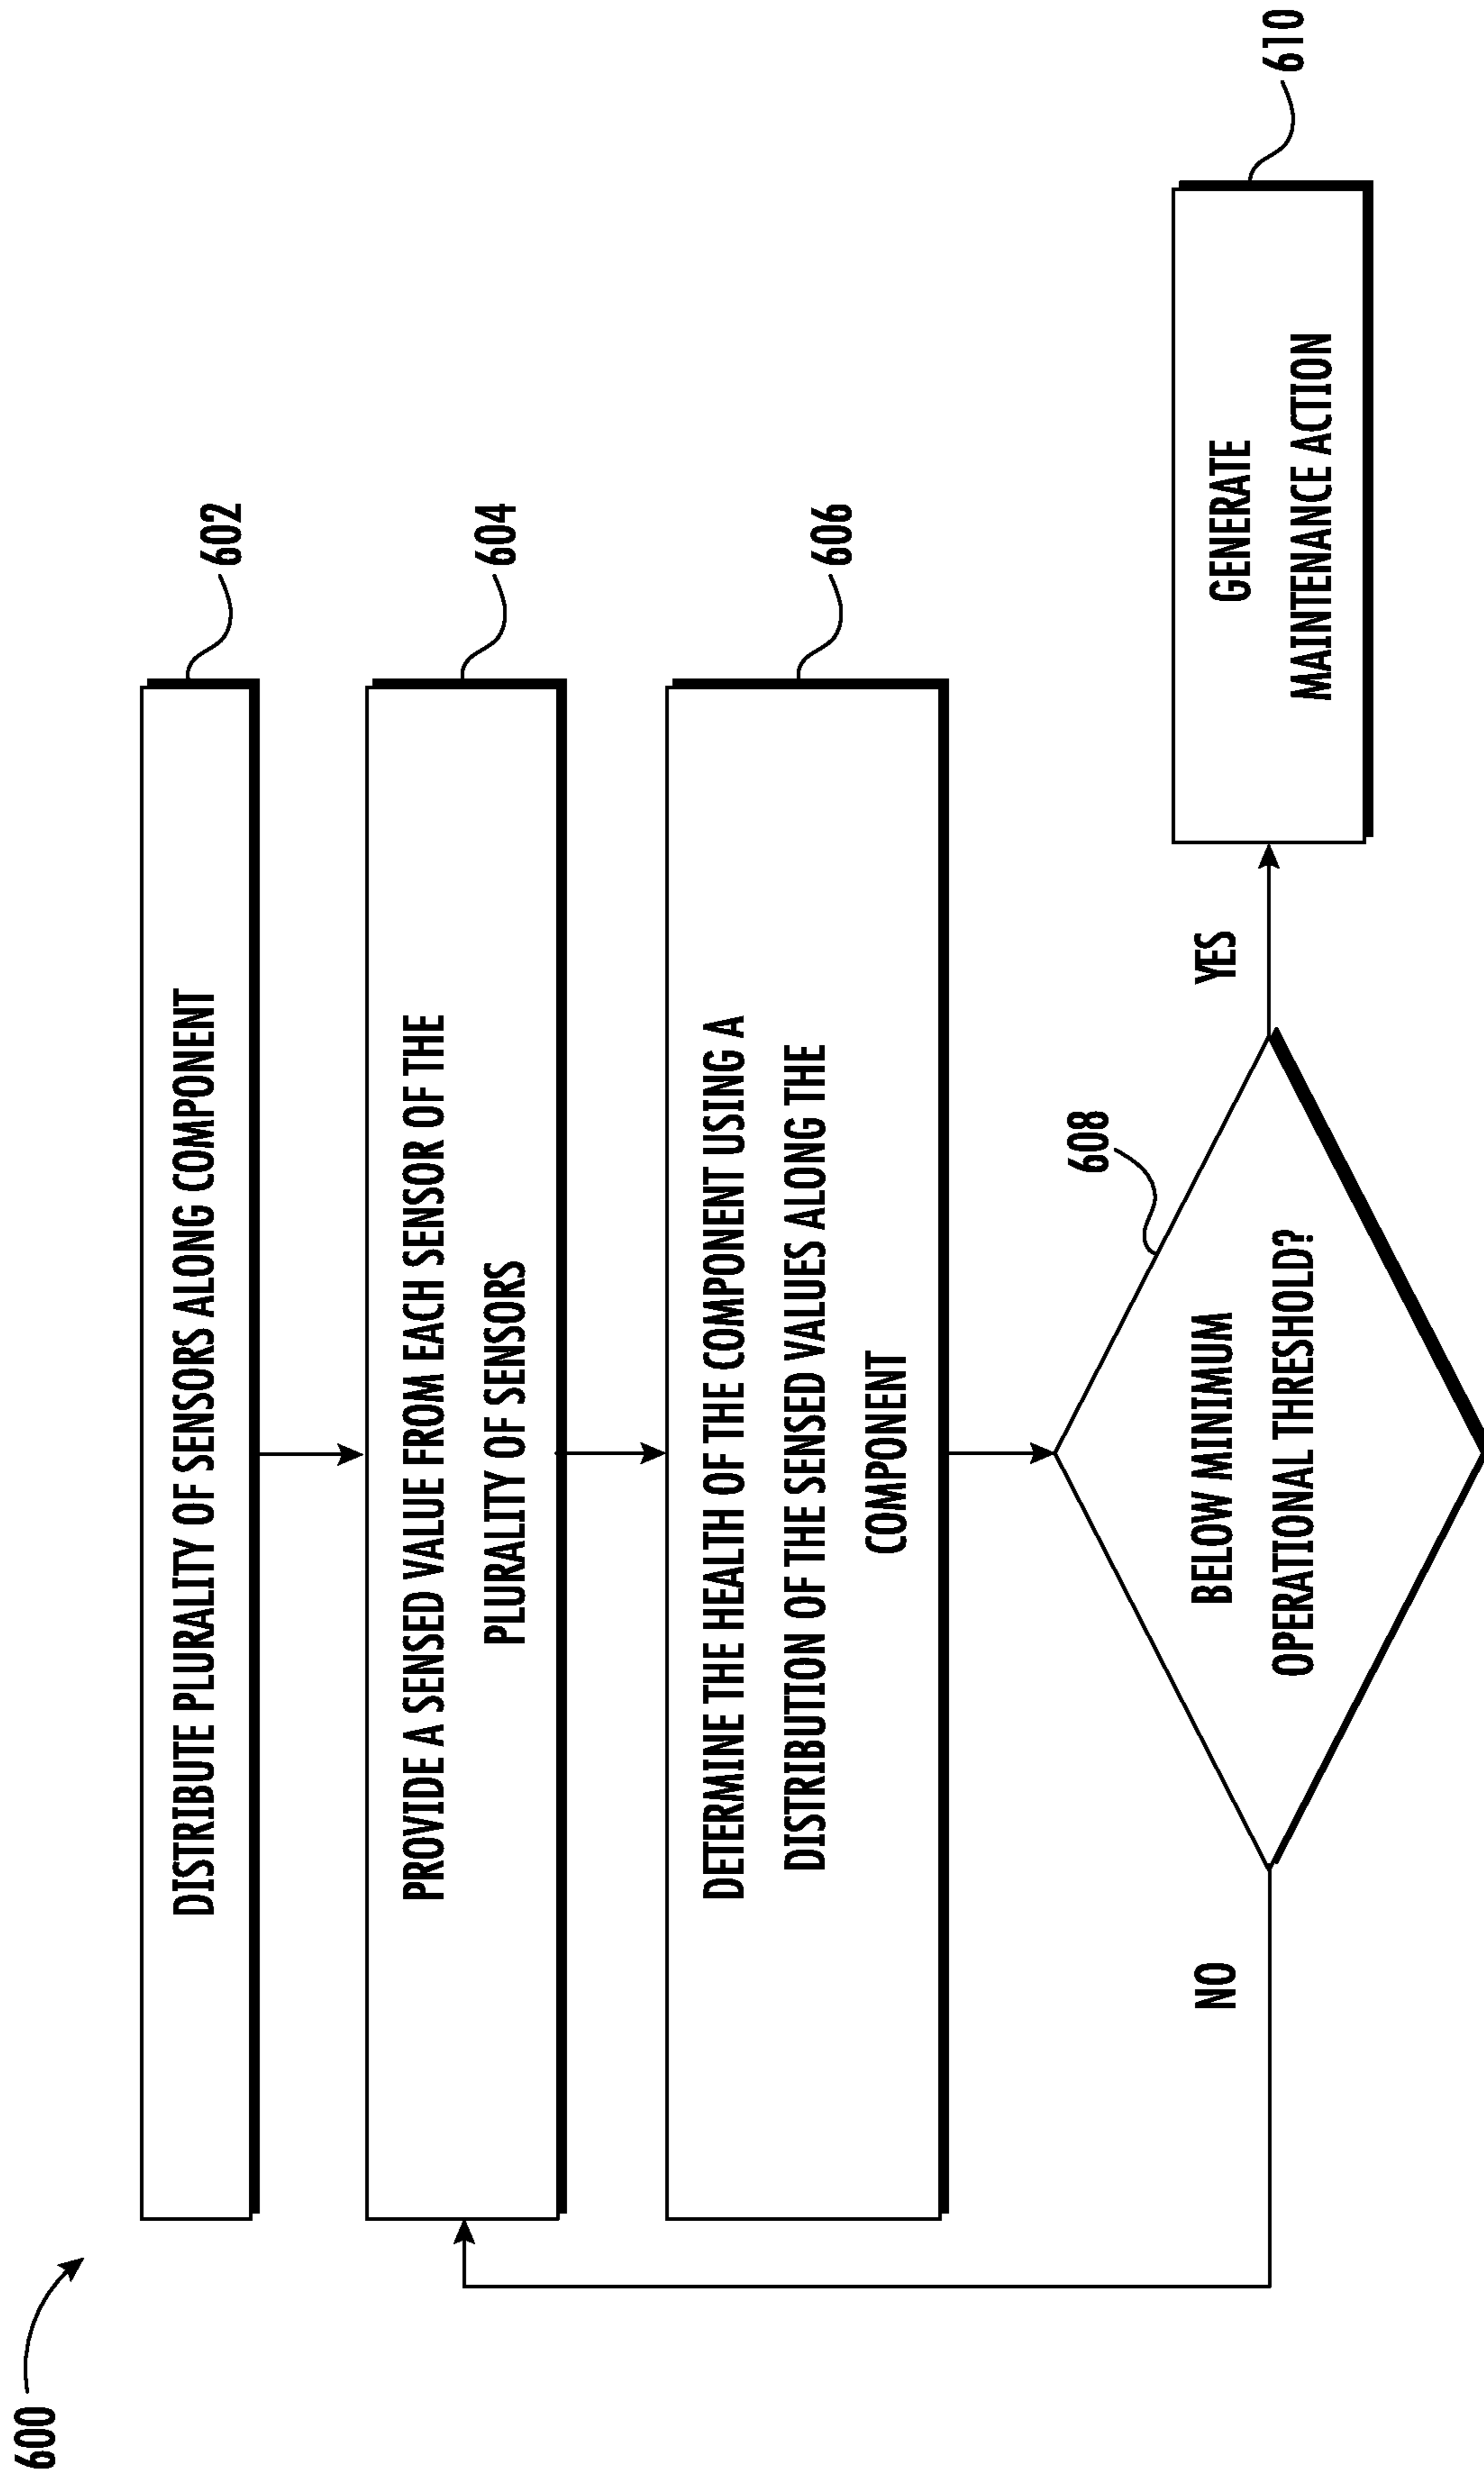 600
DISTRIBUTE PLURALITY OF SENSORS ALONG COMPONENT
602
PROVIDE A SENSED VALUE FROM EACH SENSOR OF THE
PLURALITY OF SENSORS
604
DETERMINE THE HEALTH OF THE COMPONENT USING A
DISTRIBUTION OF THE SENSED VALUES ALONG THE
COMPONENT
606
608
BELOW MINIMUM
OPERATIONAL THRESHOLD?
NO
YES
GENERATE
MAINTENANCE ACTION
610